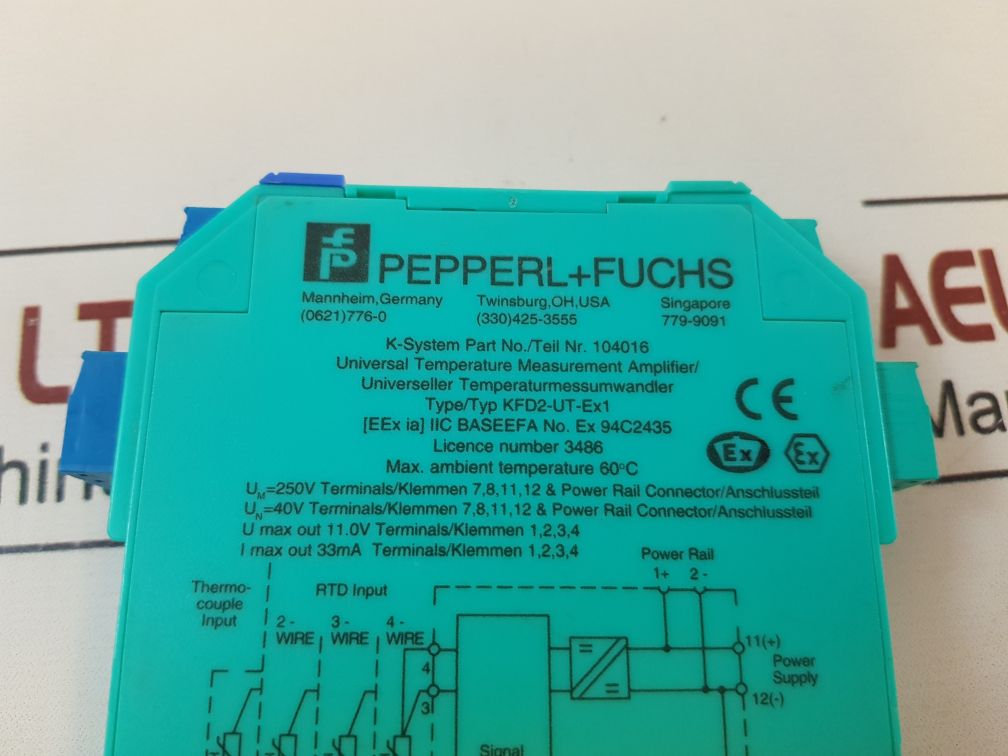 PEPPERL+FUCHS
Mannheim,Germany Twinsburg,OH,USA Singapore
(0621)776-0 (330)425-3555 779-9091
K-System Part No./Teil Nr. 104016
Universal Temperature Measurement Amplifier/
Universeller Temperaturmessumwandler
Type/Typ KFD2-UT-Ex1
[EEx ia] IIC BASEEFA No. Ex 94C2435
Licence number 3486
Max. ambient temperature 60°C
CE
Ex Ex
UM=250V Terminals/Klemmen 7,8,11,12 & Power Rail Connector/Anschlussteil
UN=40V Terminals/Klemmen 7,8,11,12 & Power Rail Connector/Anschlussteil
U max out 11.0V Terminals/Klemmen 1,2,3,4
I max out 33mA Terminals/Klemmen 1,2,3,4
Power Rail
1+ 2-
Thermo-
couple
Input
RTD Input
2- 3- 4-
WIRE WIRE WIRE
4
3
11(+)
Power
Supply
12(-)
Signal